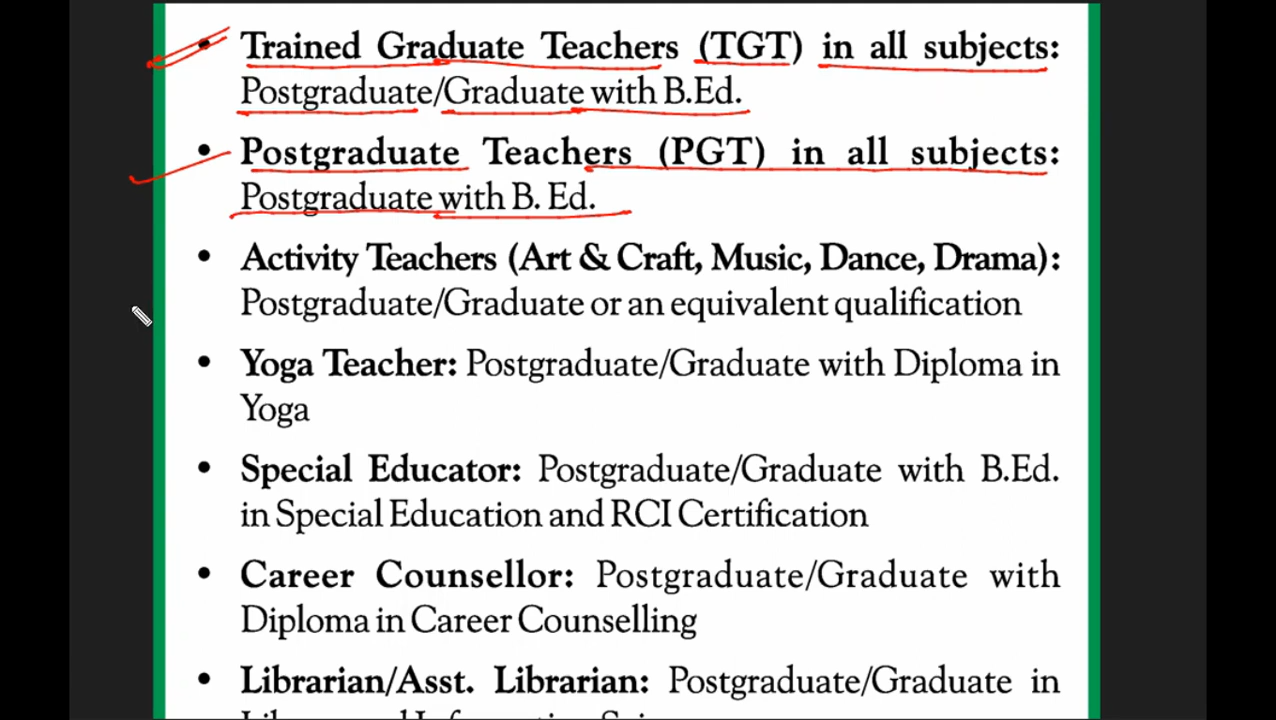 • Trained Graduate Teachers (TGT) in all subjects:
Postgraduate/Graduate with B.Ed.
• Postgraduate Teachers (PGT) in all subjects:
Postgraduate with B. Ed.
• Activity Teachers (Art & Craft, Music, Dance, Drama):
Postgraduate/Graduate or an equivalent qualification
• Yoga Teacher: Postgraduate/Graduate with Diploma in
Yoga
• Special Educator: Postgraduate/Graduate with B.Ed.
in Special Education and RCI Certification
• Career Counsellor: Postgraduate/Graduate with
Diploma in Career Counselling
• Librarian/Asst. Librarian: Postgraduate/Graduate in